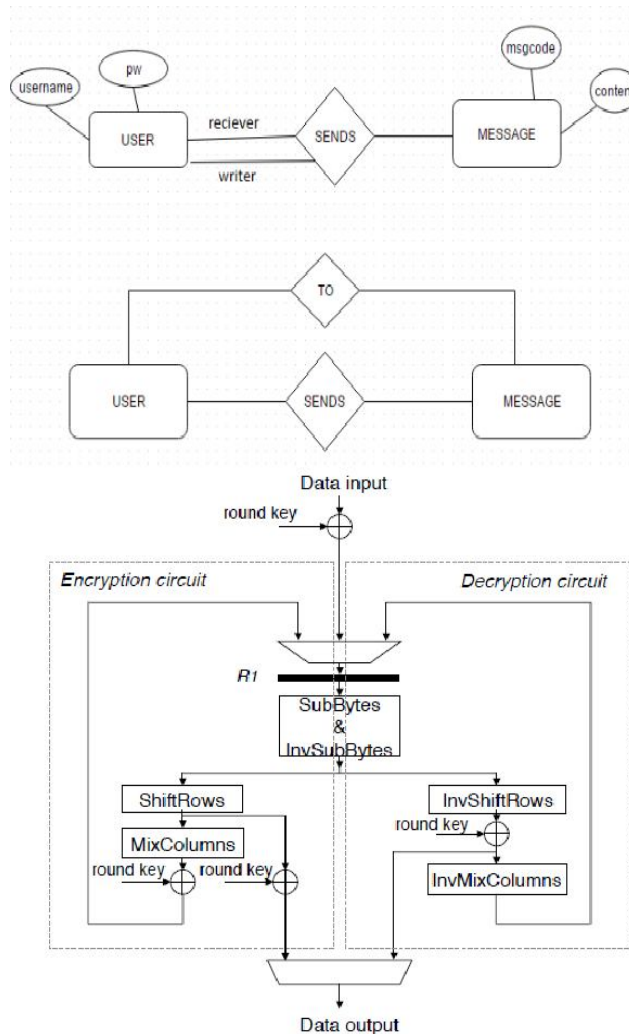 msgcode
pw
username
conten
reciever
USER
SENDS
MESSAGE
writer
TO
USER
SENDS
MESSAGE
Data input
round key
Encryption circuit
Decryption circuit
R1
SubBytes
&
InvSubBytes
ShiftRows
InvShiftRows
round key
MixColumns
round key
round key
InvMixColumns
Data output